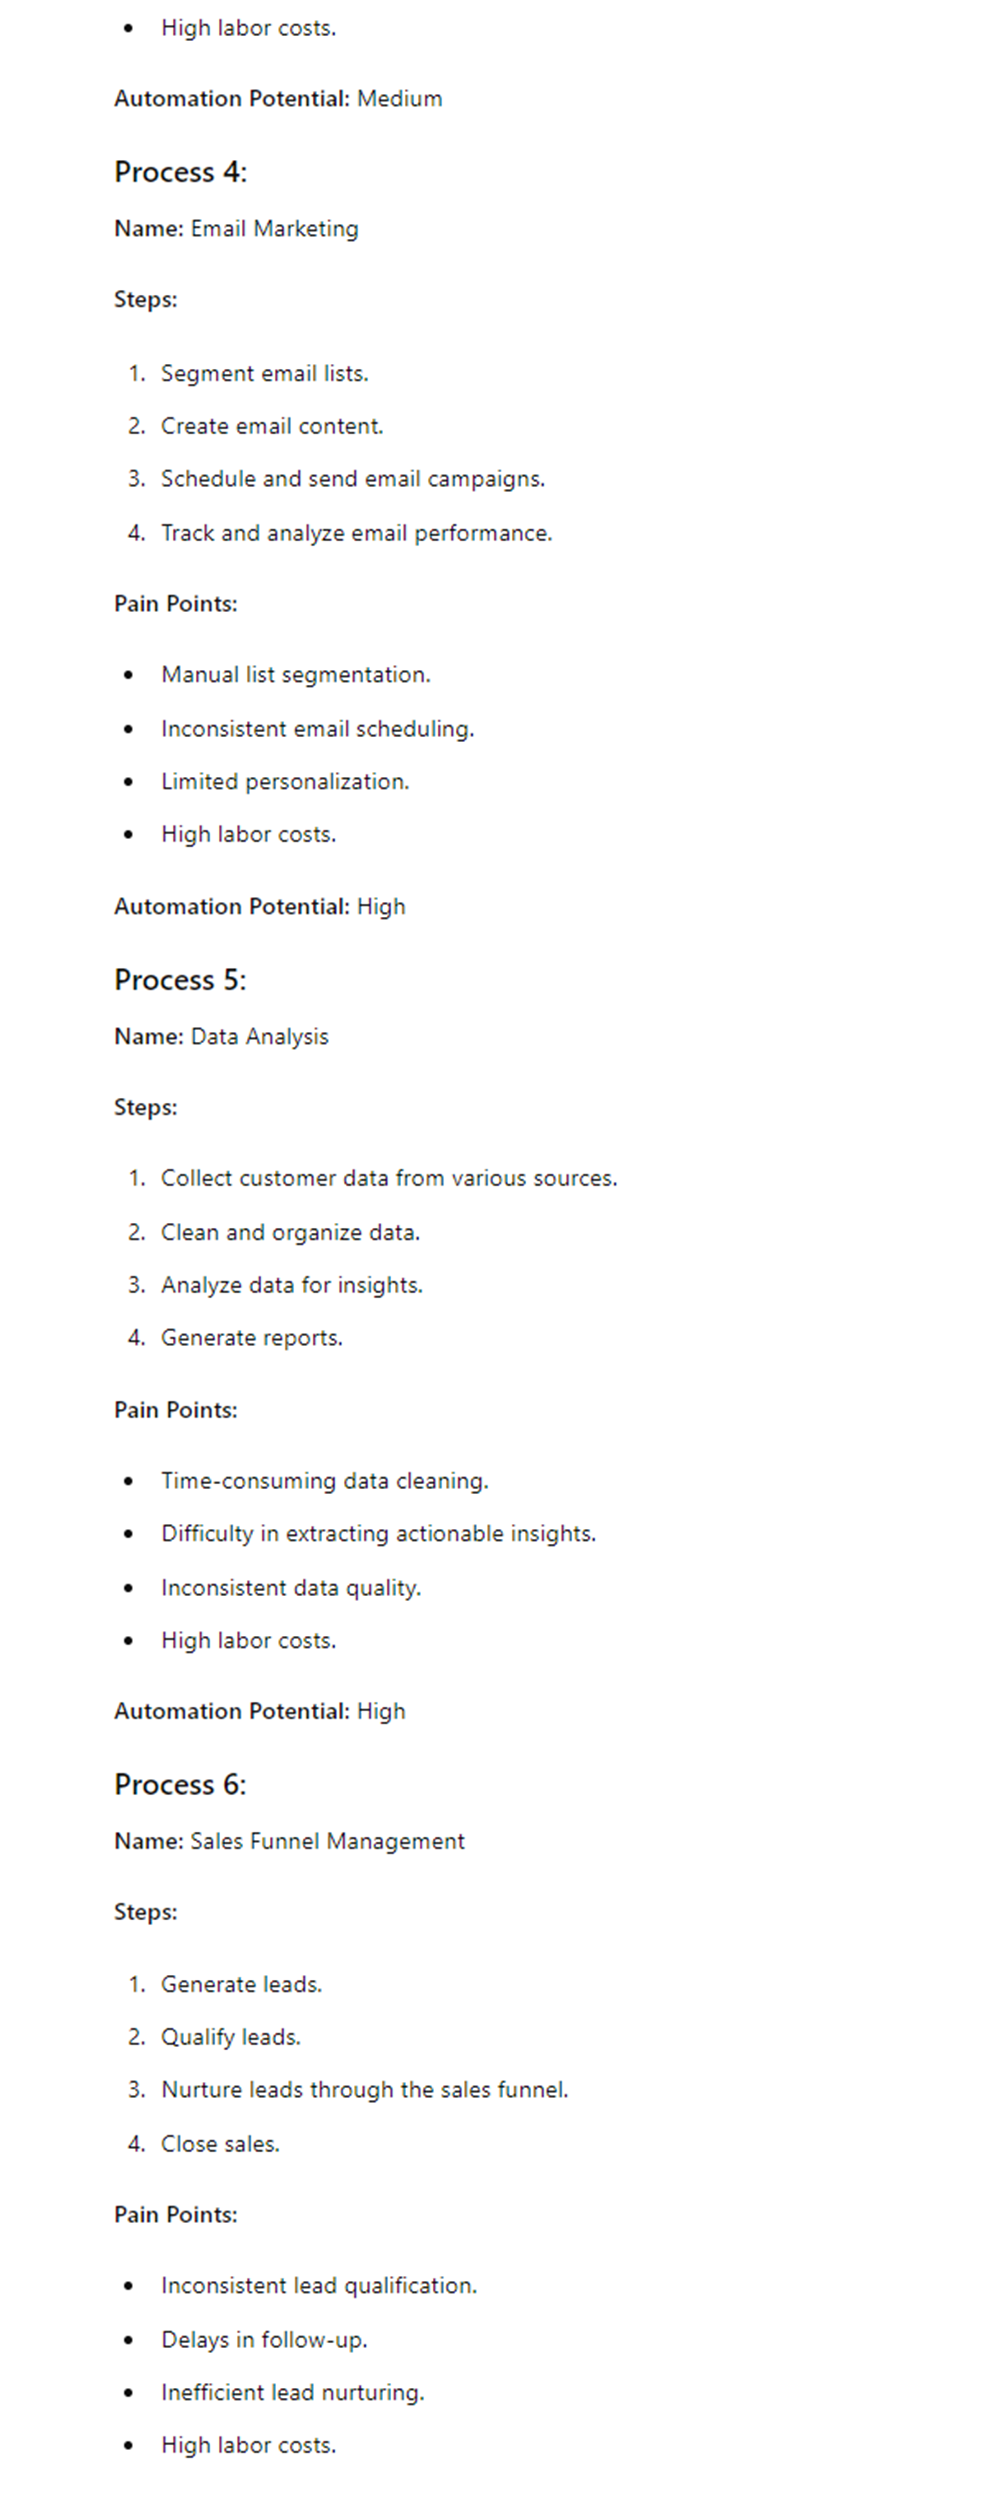 • High labor costs.
Automation Potential: Medium
Process 4:
Name: Email Marketing
Steps:
1. Segment email lists.
2. Create email content.
3. Schedule and send email campaigns.
4. Track and analyze email performance.
Pain Points:
• Manual list segmentation.
• Inconsistent email scheduling.
• Limited personalization.
• High labor costs.
Automation Potential: High
Process 5:
Name: Data Analysis
Steps:
1. Collect customer data from various sources.
2. Clean and organize data.
3. Analyze data for insights.
4. Generate reports.
Pain Points:
• Time-consuming data cleaning.
• Difficulty in extracting actionable insights.
• Inconsistent data quality.
• High labor costs.
Automation Potential: High
Process 6:
Name: Sales Funnel Management
Steps:
1. Generate leads.
2. Qualify leads.
3. Nurture leads through the sales funnel.
4. Close sales.
Pain Points:
• Inconsistent lead qualification.
• Delays in follow-up.
• Inefficient lead nurturing.
• High labor costs.